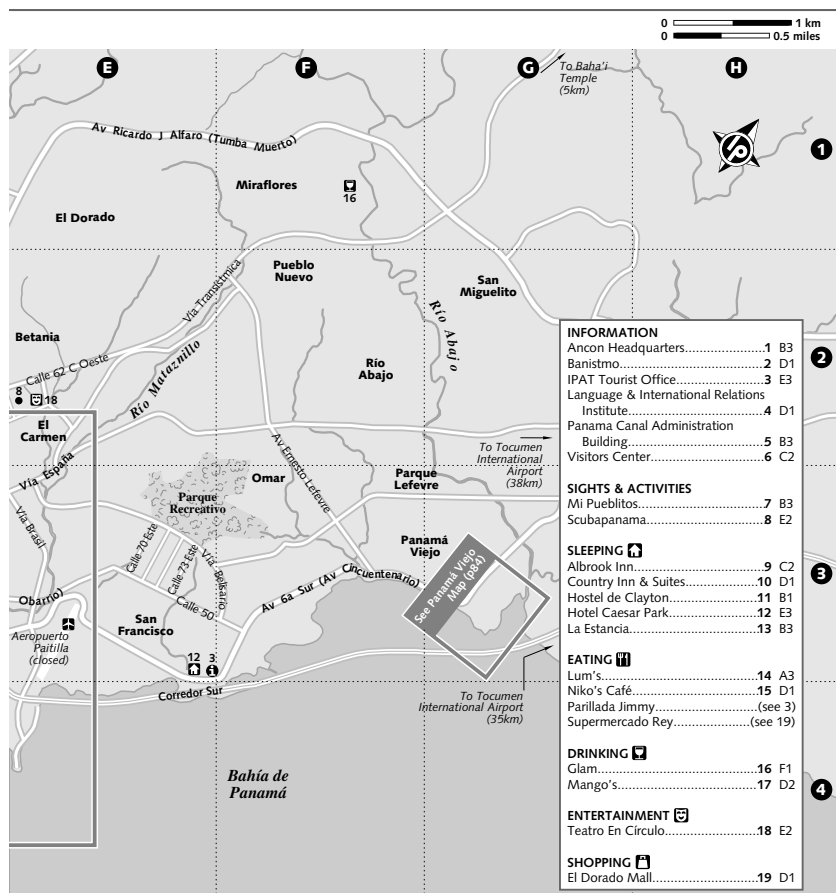 0 1 km
0 0.5 miles
E
F
G
H
To Baha'i
Temple
(5km)
1
Av Ricardo J Alfaro (Tumba Muerto)
Miraflores
16
El Dorado
Pueblo
Nuevo
San
Miguelito
Vía Transístmica
Río Abajo
Betania
Calle 62 C Oeste
Río Mataznillo
Río
Abajo
2
8
18
El
Carmen
To Tocumen
International
Airport
(38km)
Vía España
Av Ernesto Lefevre
Omar
Parque
Recreativo
Parque
Lefevre
Vía Brasil
Calle 70 Este
Calle 73 Este
Vía Belisario
Panamá
Viejo
See Panamá Viejo
Map (p84)
3
Obarrio)
Av 6a Sur (Av Cincuentenario)
Calle 50
San
Francisco
Aeropuerto
Paitilla
(closed)
12
3
Corredor Sur
To Tocumen
International Airport
(35km)
Bahía de
Panamá
4
INFORMATION
Ancon Headquarters....................1 B3
Banistmo....................2 D1
IPAT Tourist Office....................3 E3
Language & International Relations
Institute....................4 D1
Panama Canal Administration
Building....................5 B3
Visitors Center....................6 C2
SIGHTS & ACTIVITIES
Mi Pueblitos....................7 B3
Scubapanama....................8 E2
SLEEPING
Albrook Inn....................9 C2
Country Inn & Suites....................10 D1
Hostel de Clayton....................11 B1
Hotel Caesar Park....................12 E3
La Estancia....................13 B3
EATING
Lum's....................14 A3
Niko's Café....................15 D1
Parillada Jimmy....................(see 3)
Supermercado Rey....................(see 19)
DRINKING
Glam....................16 F1
Mango's....................17 D2
ENTERTAINMENT
Teatro En Círculo....................18 E2
SHOPPING
El Dorado Mall....................19 D1